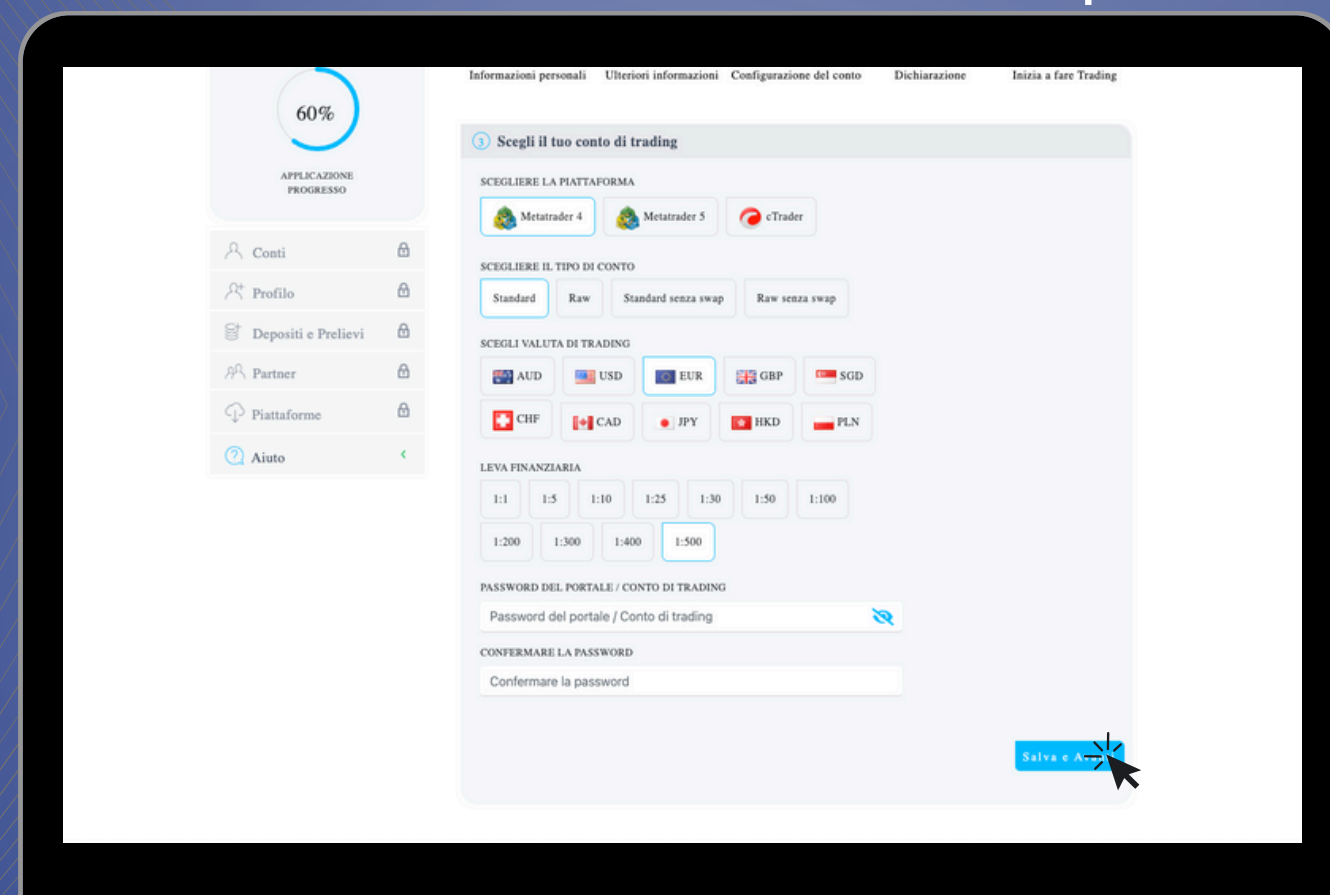 Informazioni personali Ulteriori informazioni Configurazione del conto Dichiarazione Inizia a fare Trading
60%
APPLICAZIONE
PROGRESSO
3 Scegli il tuo conto di trading
SCEGLIERE LA PIATTAFORMA
Metatrader 4 Metatrader 5 cTrader
Conti
Profilo
Depositi e Prelievi
Partner
Piattaforme
Aiuto
SCEGLIERE IL TIPO DI CONTO
Standard Raw Standard senza swap Raw senza swap
SCEGLI VALUTA DI TRADING
AUD USD EUR GBP SGD
CHF CAD JPY HKD PLN
LEVA FINANZIARIA
1:1 1:5 1:10 1:25 1:30 1:50 1:100
1:200 1:300 1:400 1:500
PASSWORD DEL PORTALE / CONTO DI TRADING
Password del portale / Conto di trading
CONFERMARE LA PASSWORD
Confermare la password
Salva e